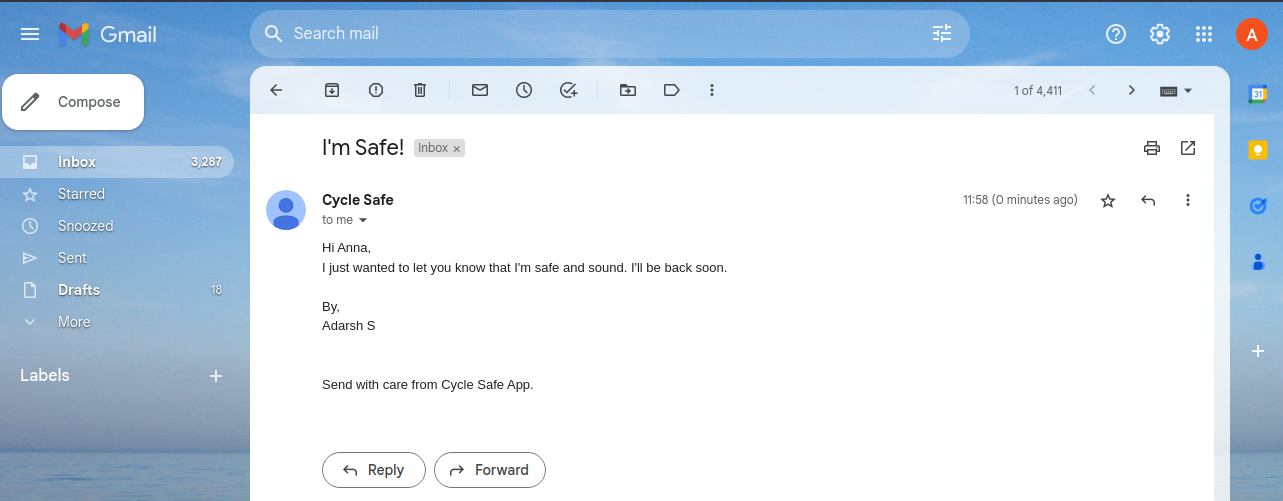 Gmail
Search mail
A
Compose
1 of 4,411
31
I'm Safe! Inbox ×
Inbox 3,287
Starred
Snoozed
Sent
Drafts 18
More
Labels
Cycle Safe
11:58 (0 minutes ago)
to me
Hi Anna,
I just wanted to let you know that I'm safe and sound. I'll be back soon.
By,
Adarsh S
Send with care from Cycle Safe App.
Reply
Forward